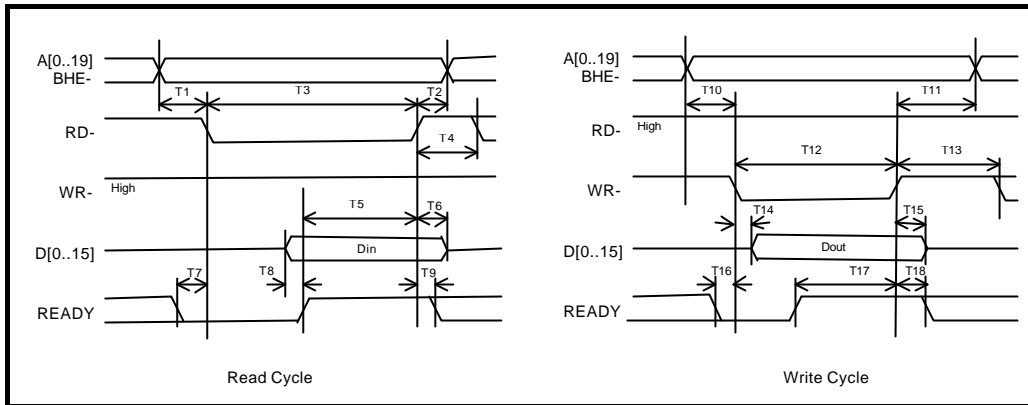 A[0..19]
BHE-
T1
T3
T2
RD-
T4
WR-
High
T5
T6
D[0..15]
Din
T7
T8
T9
READY
Read Cycle
A[0..19]
BHE-
T10
T11
RD-
High
T12
T13
WR-
T14
T15
D[0..15]
Dout
T16
T17
T18
READY
Write Cycle